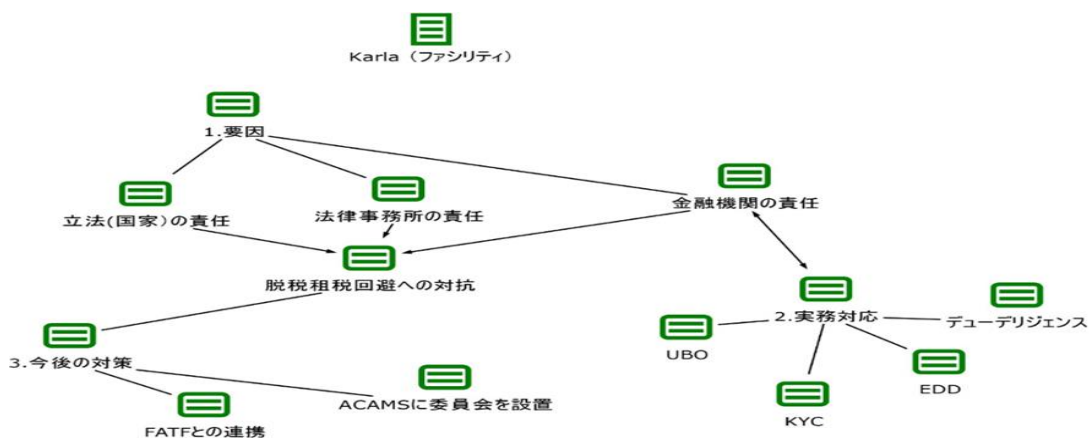 Karla（ファシリティ）
1.要因
立法(国家）の責任
法律事務所の責任
金融機関の責任
脱税租税回避への対抗
2.実務対応
デューデリジェンス
UBO
EDD
KYC
3.今後の対策
ACAMSに委員会を設置
FATFとの連携